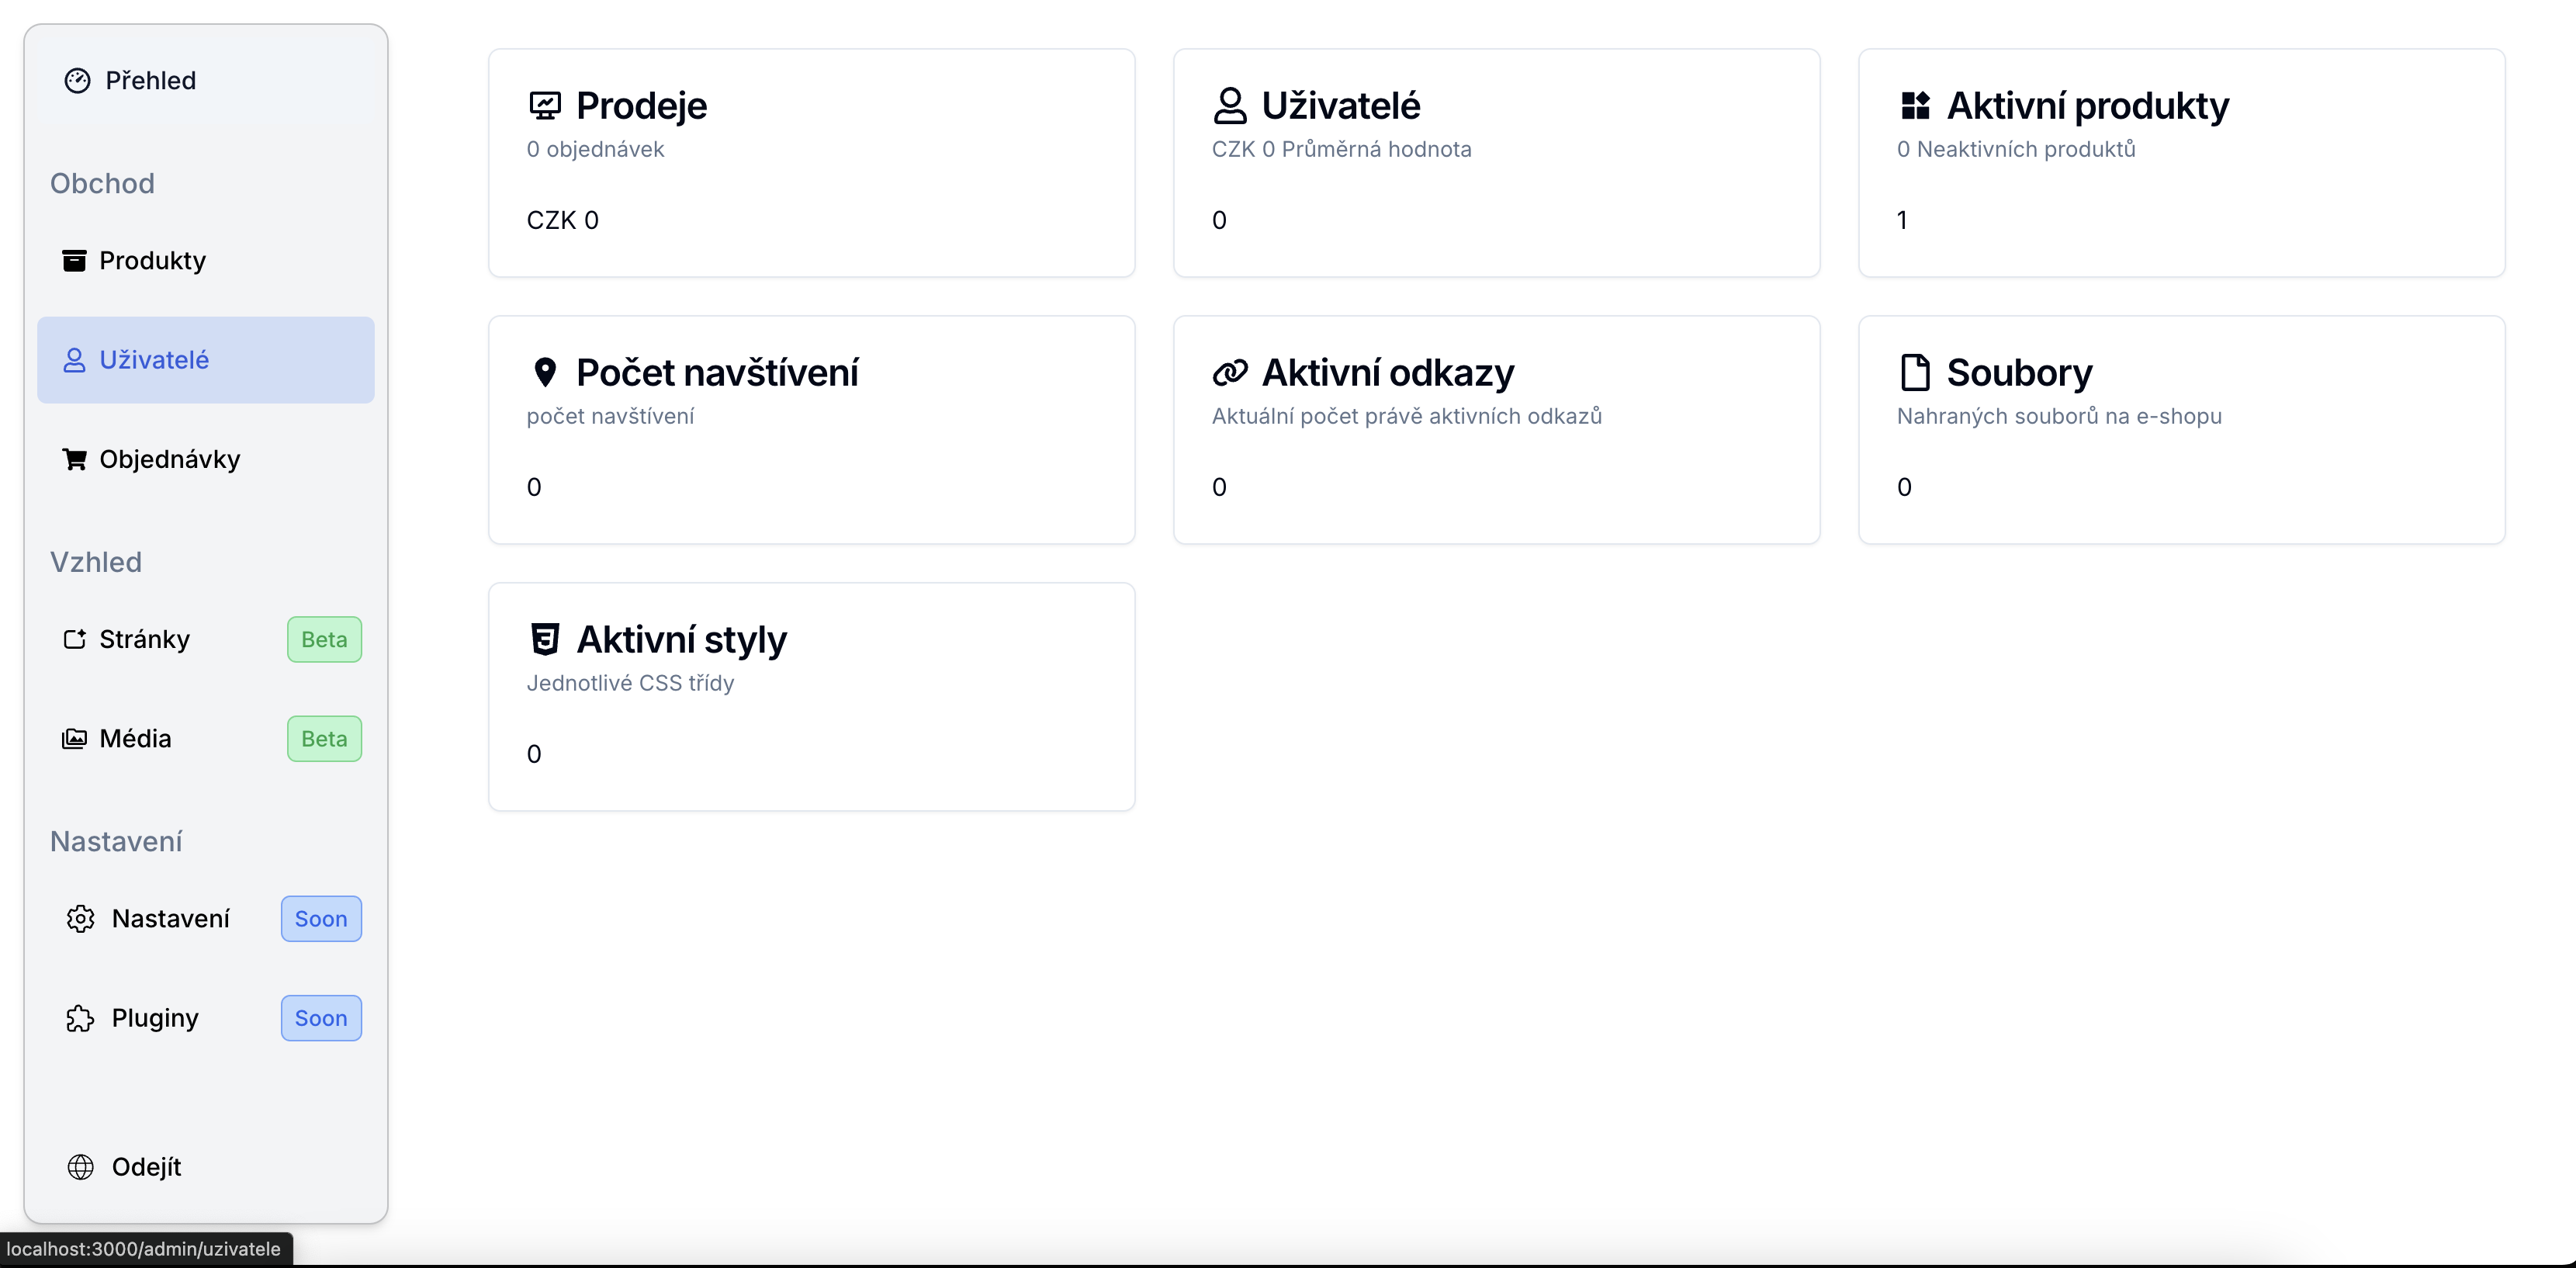 Přehled
Obchod
Produkty
Uživatelé
Objednávky
Vzhled
Stránky Beta
Média Beta
Nastavení
Nastavení Soon
Pluginy Soon
Odejít
localhost:3000/admin/uzivatele
Prodeje
0 objednávek
CZK 0
Uživatelé
CZK 0 Průměrná hodnota
0
Aktivní produkty
0 Neaktivních produktů
1
Počet navštívení
počet navštívení
0
Aktivní odkazy
Aktuální počet právě aktivních odkazů
0
Soubory
Nahraných souborů na e-shopu
0
Aktivní styly
Jednotlivé CSS třídy
0